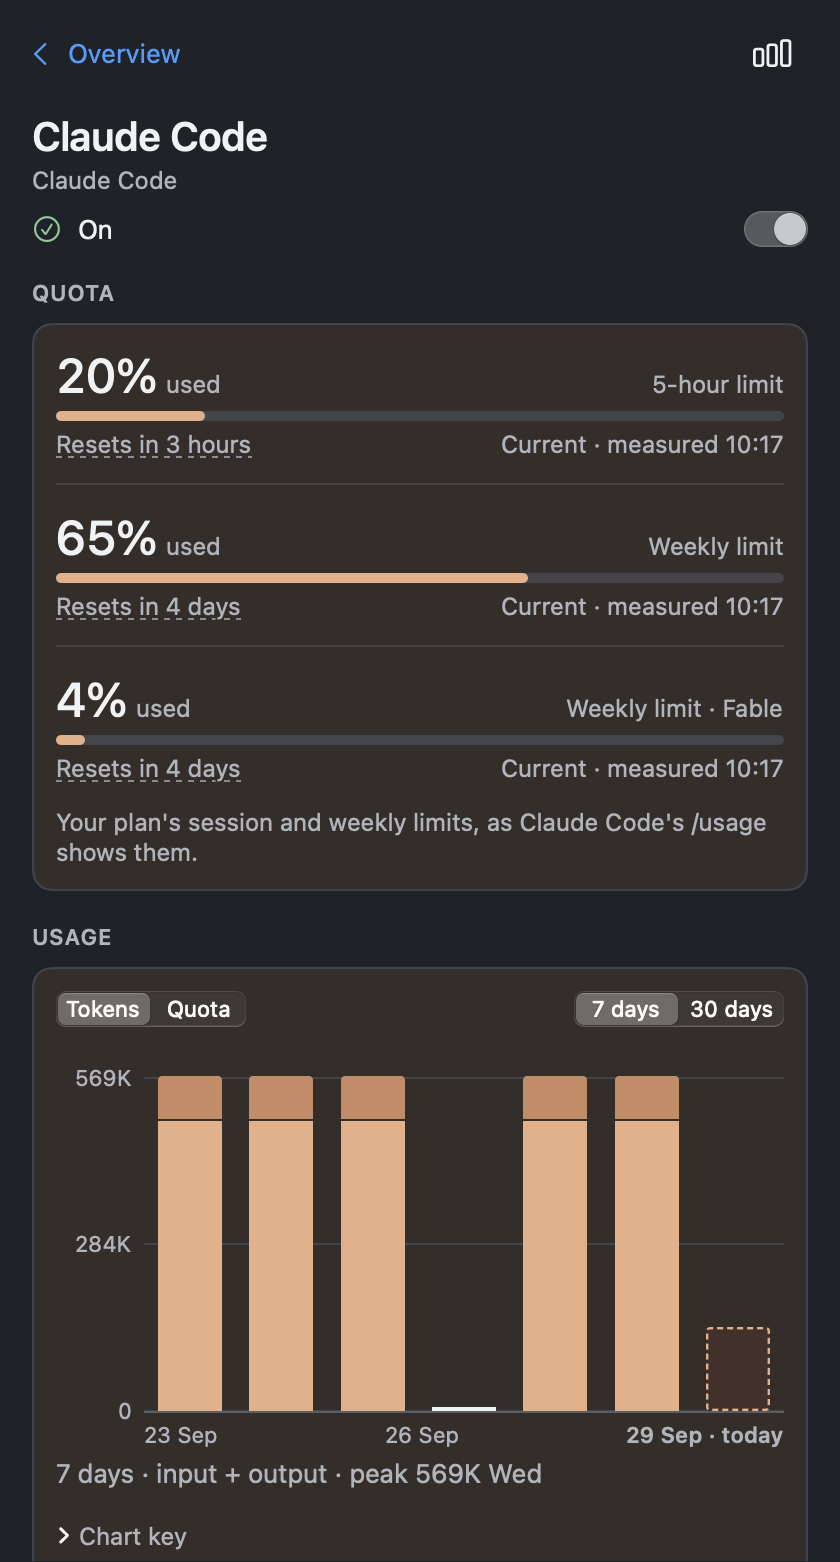 Overview
Claude Code
Claude Code
On
QUOTA
20% used 5-hour limit
Resets in 3 hours Current · measured 10:17
65% used Weekly limit
Resets in 4 days Current · measured 10:17
4% used Weekly limit · Fable
Resets in 4 days Current · measured 10:17
Your plan's session and weekly limits, as Claude Code's /usage
shows them.
USAGE
Tokens Quota 7 days 30 days
569K
284K
0
23 Sep 26 Sep 29 Sep · today
7 days · input + output · peak 569K Wed
Chart key